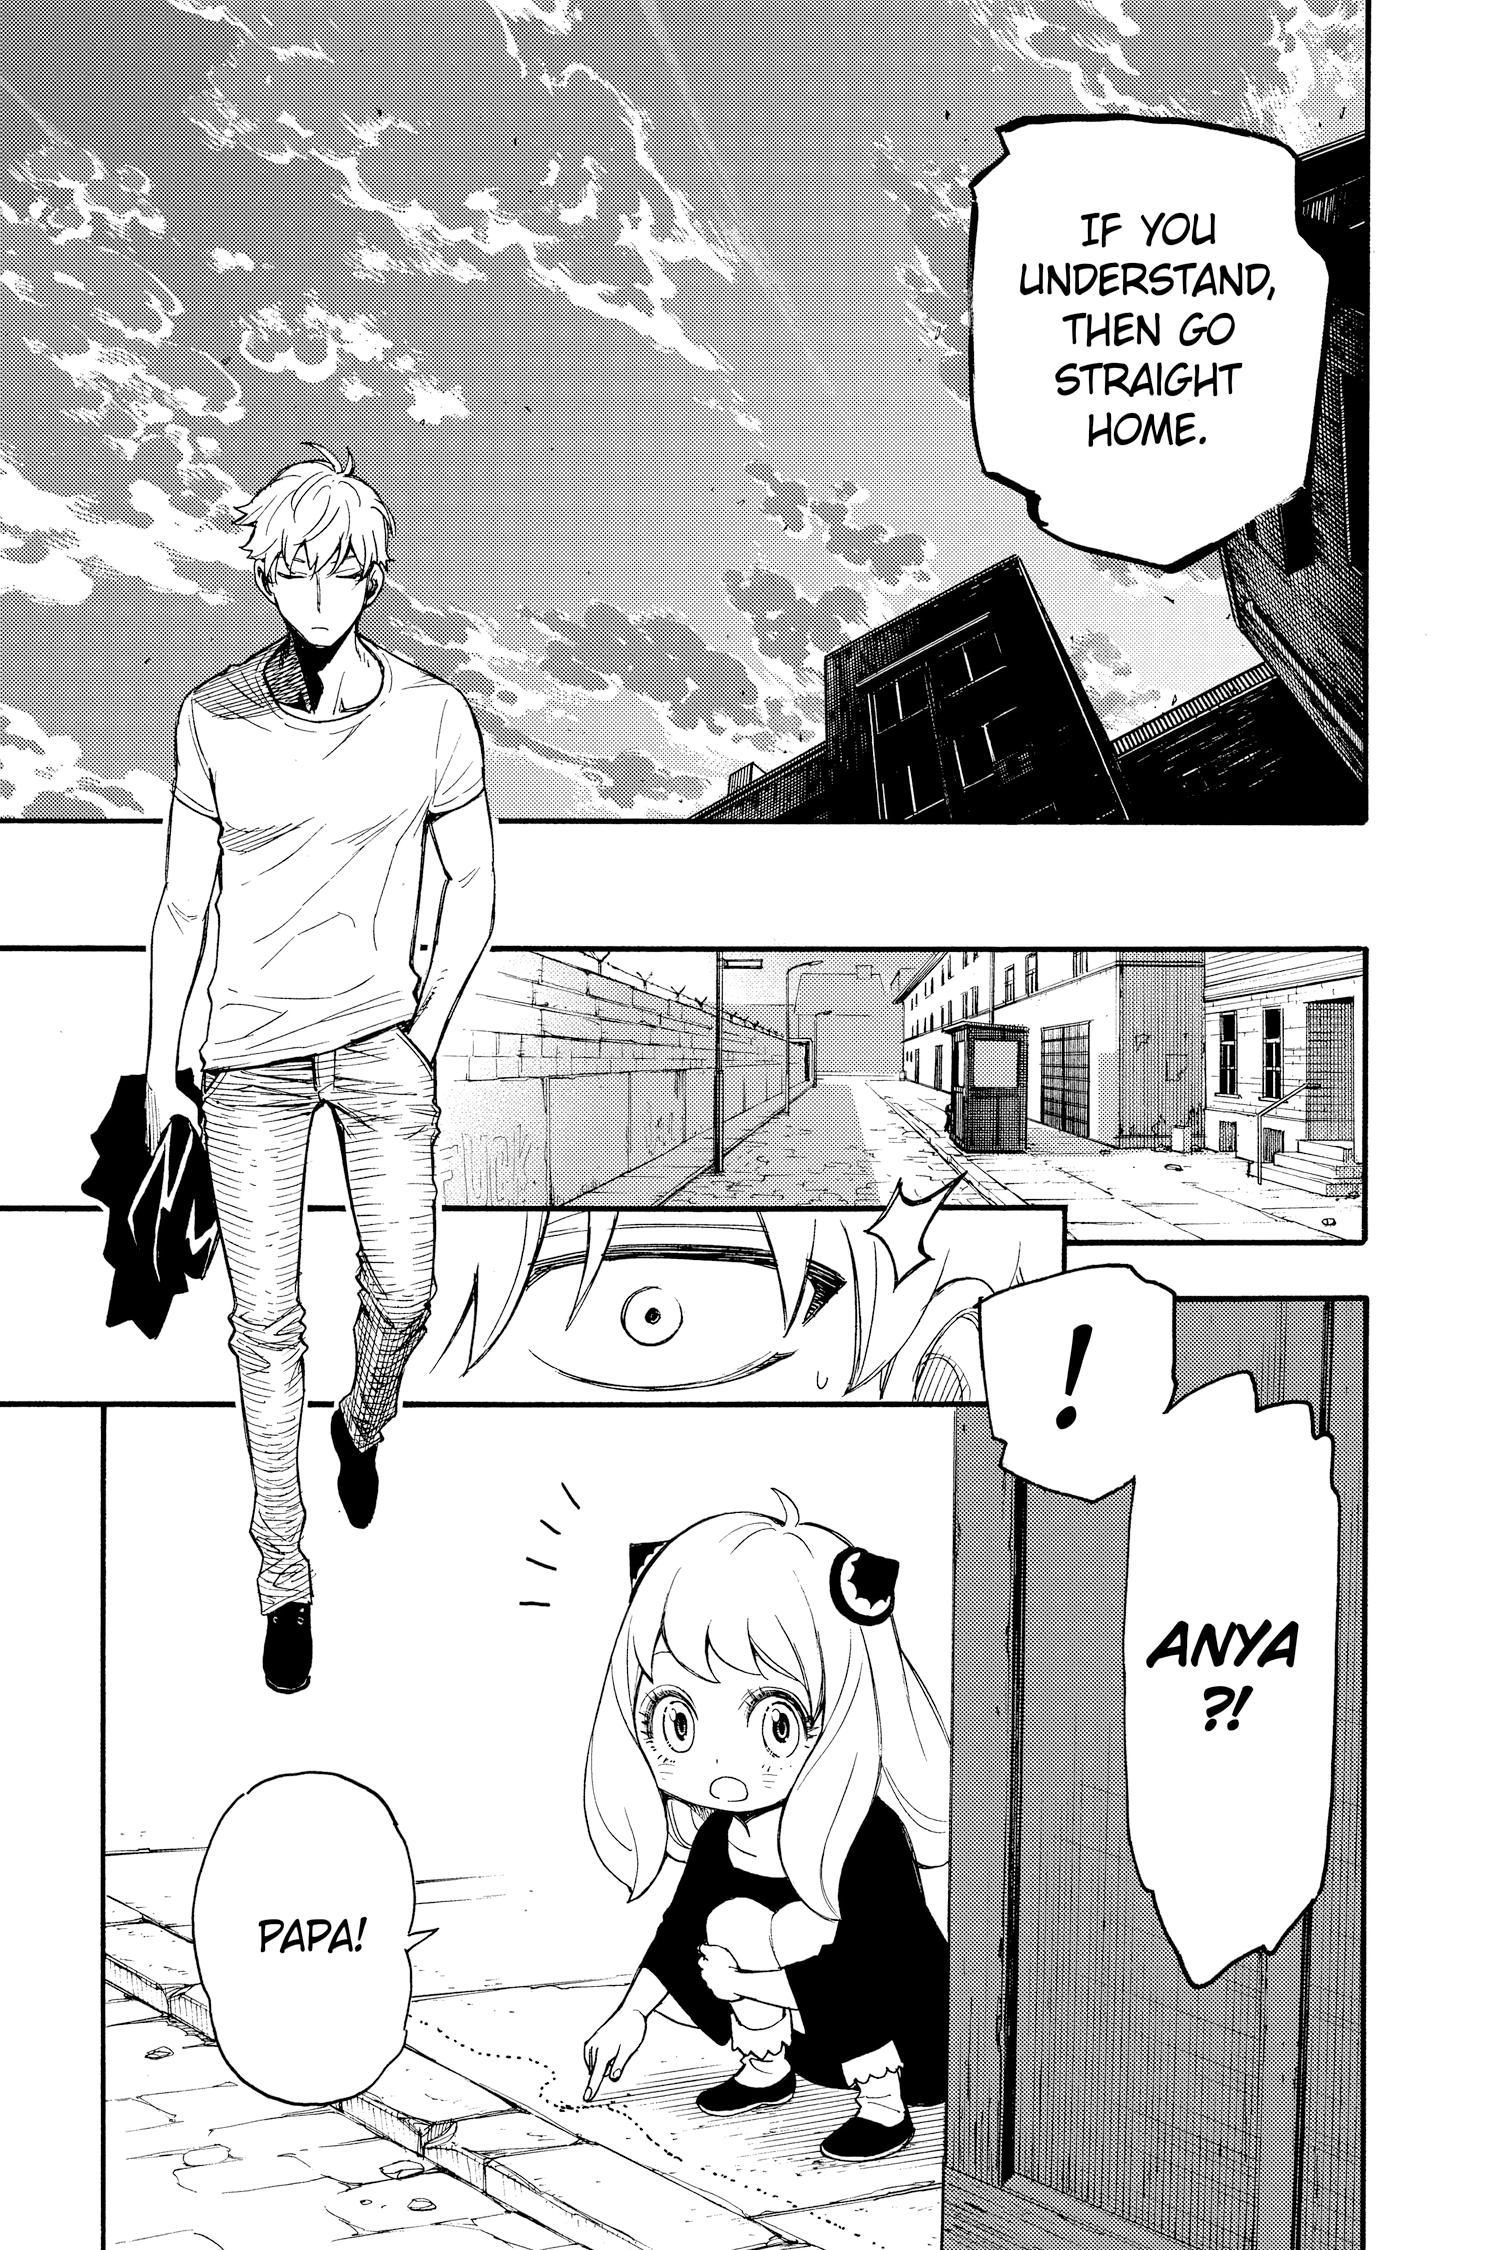 IF YOU
UNDERSTAND,
THEN GO
STRAIGHT
HOME.
!
ANYA
?!
PAPA!